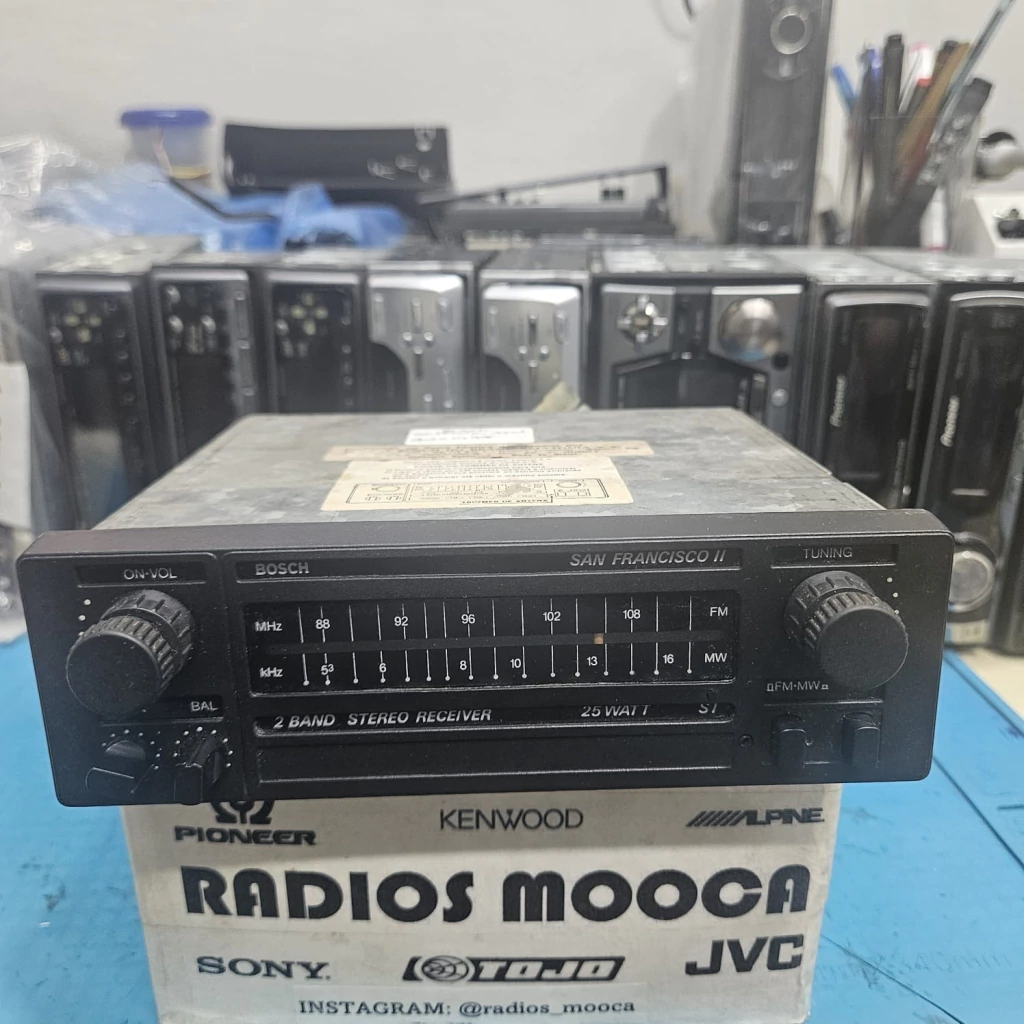 Pioneer
Pioneer
ON•VOL
BOSCH
SAN FRANCISCO II
TUNING
MHz 88 92 96 102 108 FM
kHz 53 6 8 10 13 16 MW
BAL
FM•MW
2 BAND STEREO RECEIVER 25 WATT ST
PIONEER
KENWOOD
ALPINE
RADIOS MOOCA
SONY.
TOJO
JVC
INSTAGRAM: @radios_mooca